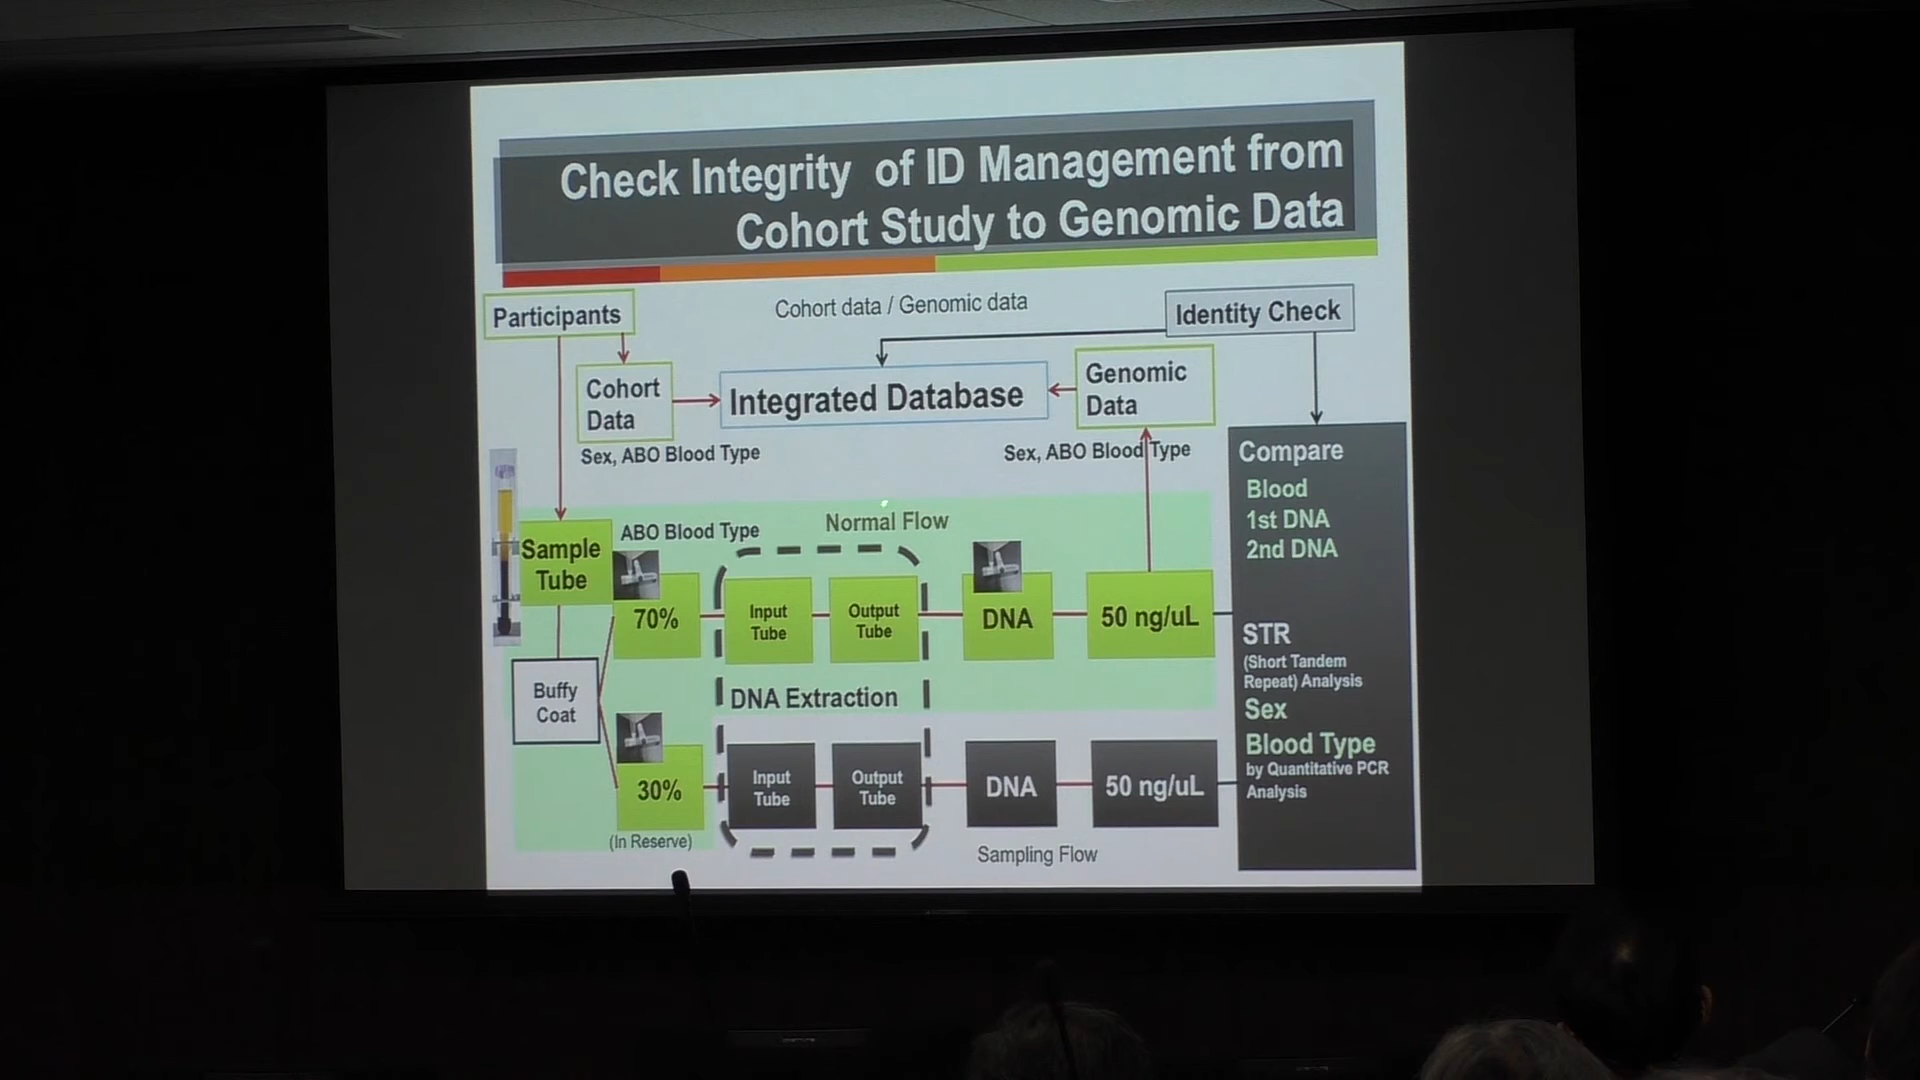 Check Integrity of ID Management from
Cohort Study to Genomic Data
Participants
Cohort data / Genomic data
Identity Check
Cohort
Data
Integrated Database
Genomic
Data
Sex, ABO Blood Type
Sex, ABO Blood Type
Compare
Blood
1st DNA
2nd DNA
STR
(Short Tandem
Repeat) Analysis
Sex
Blood Type
by Quantitative PCR
Analysis
Sample
Tube
ABO Blood Type
Normal Flow
70%
Input
Tube
Output
Tube
DNA
50 ng/uL
Buffy
Coat
DNA Extraction
30%
(In Reserve)
Input
Tube
Output
Tube
DNA
50 ng/uL
Sampling Flow